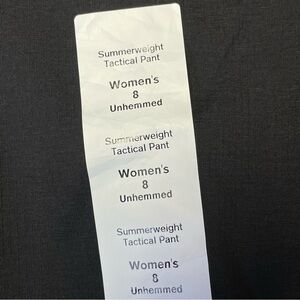 Summerweight
Tactical Pant
Women's
8
Unhemmed
Summerweight
Tactical Pant
Women's
8
Unhemmed
Summerweight
Tactical Pant
Women's
8
Unhemmed